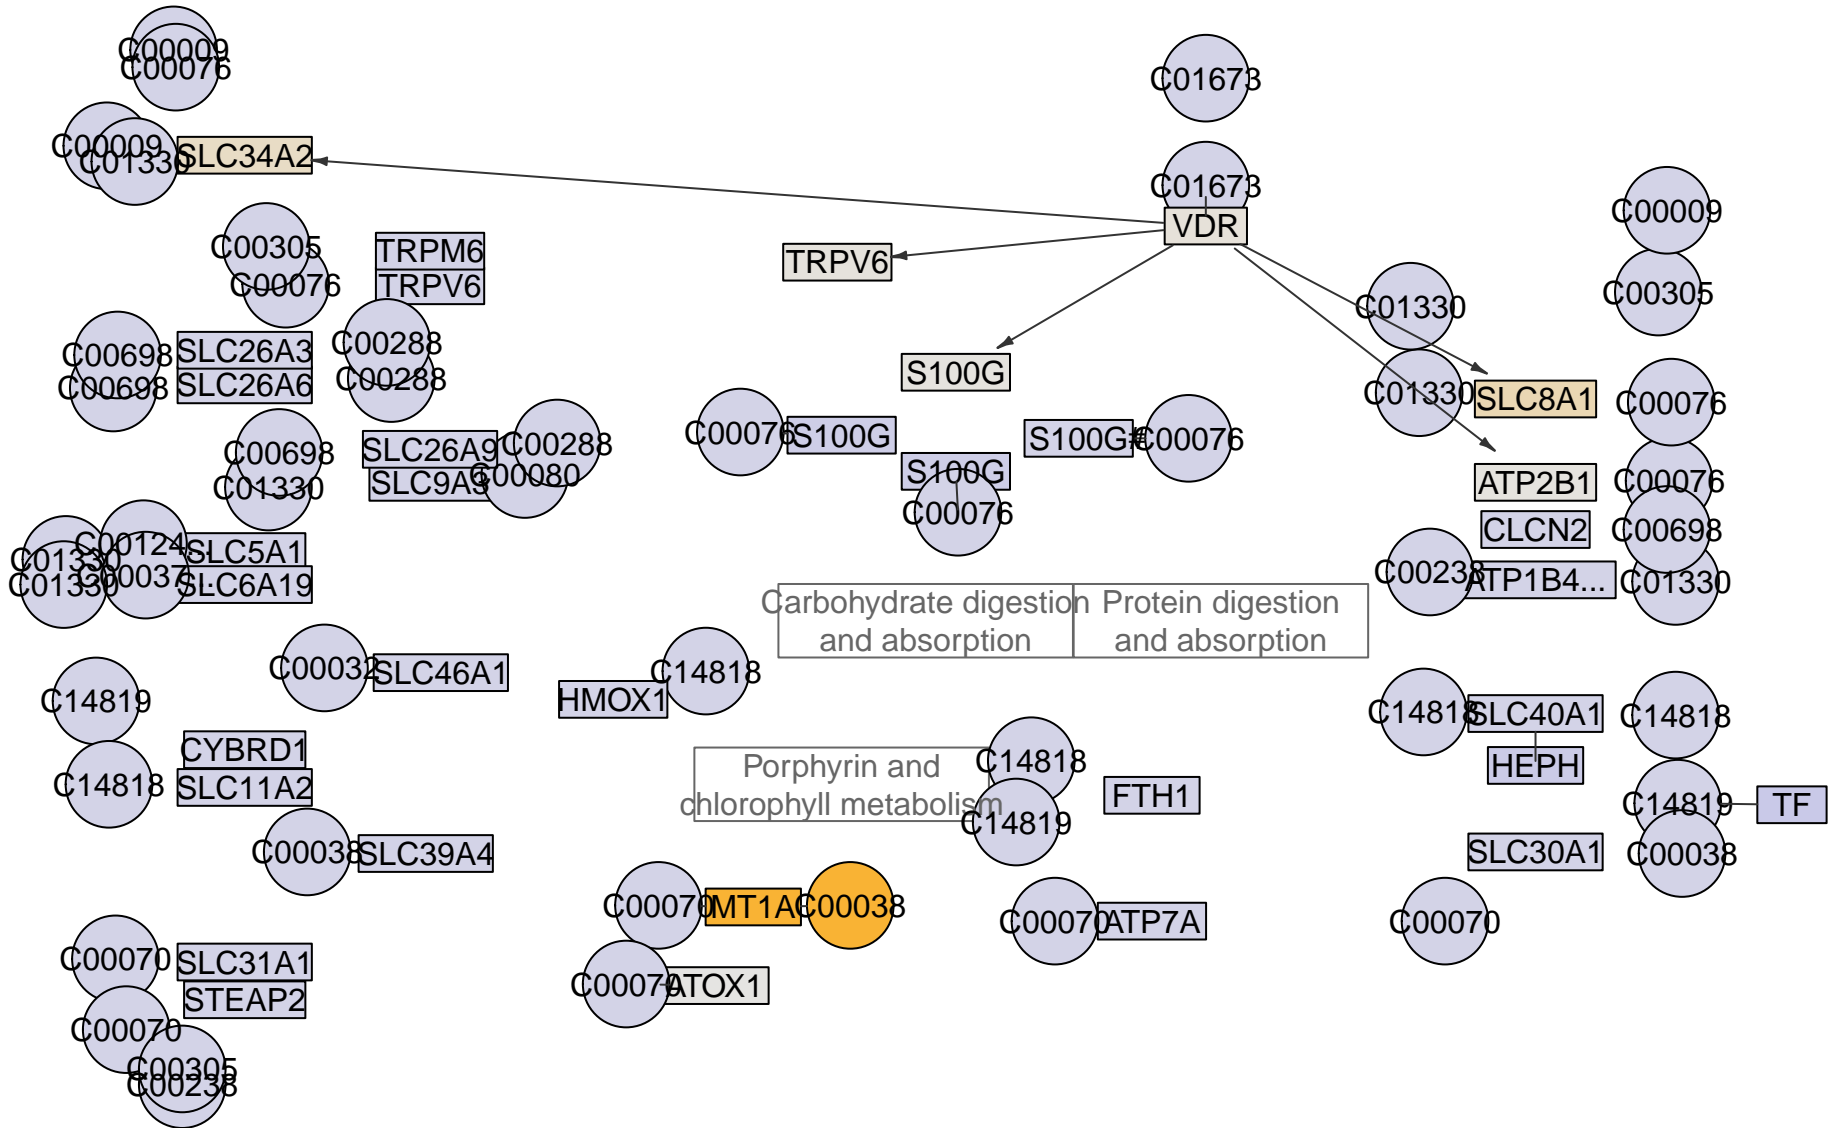 C00009
C00076
C01673
C00009
C01330
SLC34A2
C01673
VDR
C00009
C00305
TRPM6
C00076
TRPV6
TRPV6
C01330
C00305
C00698
SLC26A3
C00288
C00698
SLC26A6
C00288
S100G
C01330
SLC8A1
C00076
C00698
SLC26A9
C00288
C01330
SLC9A3
C00080
C00076
S100G
S100G#
C00076
S100G
C00076
ATP2B1
C00076
CLCN2
C00698
C01330
C00124...
SLC5A1
C01330
C00037...
SLC6A19
C00238
ATP1B4...
C01330
Carbohydrate digestion
and absorption
Protein digestion
and absorption
C00032
SLC46A1
HMOX1
C14818
C14819
C14818
SLC40A1
C14818
HEPH
CYBRD1
C14818
SLC11A2
Porphyrin and
chlorophyll metabolism
C14818
C14819
FTH1
C14819
TF
C00038
SLC39A4
SLC30A1
C00038
C00070
MT1A
C00038
C00070
ATP7A
C00070
C00070
SLC31A1
STEAP2
C00070
ATOX1
C00070
C00305
C00238